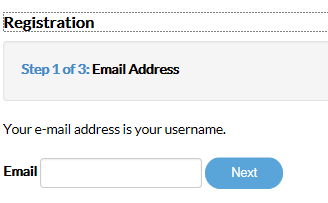 Registration
Step 1 of 3: Email Address
Your e-mail address is your username.
Email Next